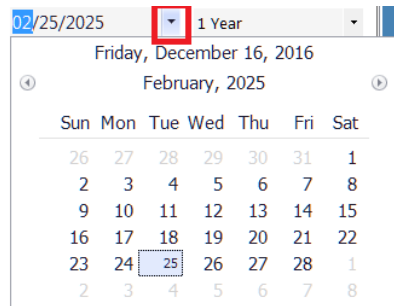 02/25/2025 1 Year
Friday, December 16, 2016
February, 2025
Sun Mon Tue Wed Thu Fri Sat
26 27 28 29 30 31 1
2 3 4 5 6 7 8
9 10 11 12 13 14 15
16 17 18 19 20 21 22
23 24 25 26 27 28 1
2 3 4 5 6 7 8